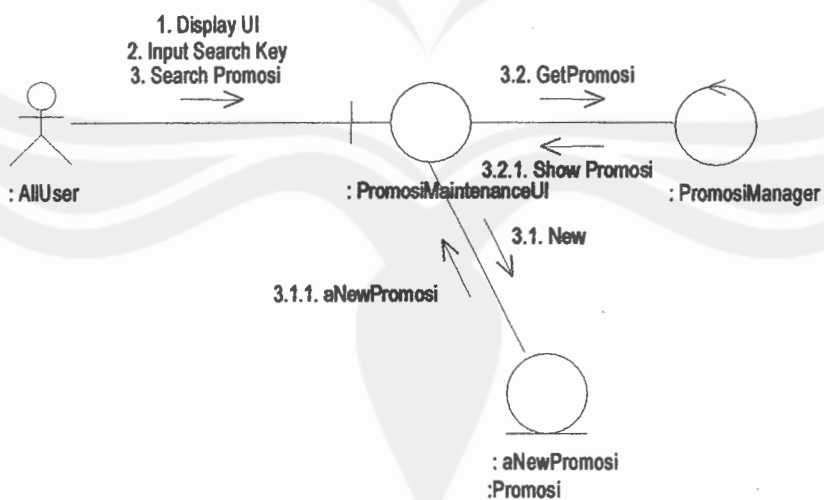 1. Display UI
2. Input Search Key
3. Search Promosi
3.2. GetPromosi
3.2.1. Show Promosi
: AllUser
: PromosiMaintenanceUI
: PromosiManager
3.1. New
3.1.1. aNewPromosi
: aNewPromosi
:Promosi